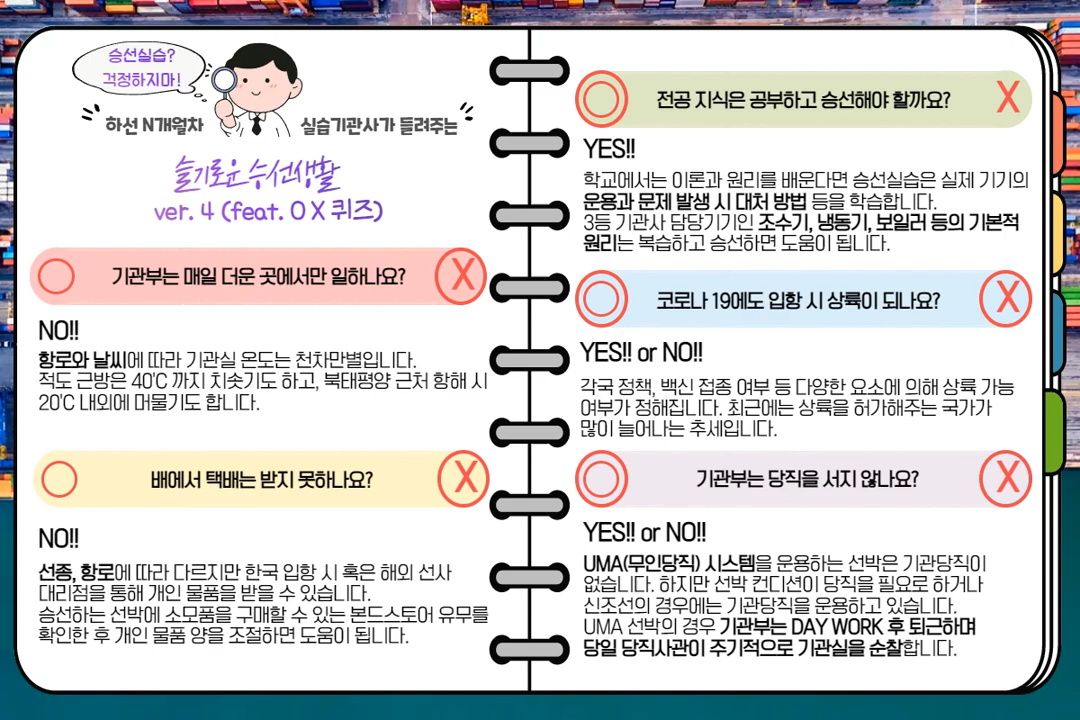 승선실습?
걱정하지마!
하선 N개월차 실습기관사가 들려주는
슬기로운 승선생활
ver. 4 (feat. O X 퀴즈)
O 기관부는 매일 더운 곳에서만 일하나요? X
NO!!
항로와 날씨에 따라 기관실 온도는 천차만별입니다.
적도 근방은 40'C 까지 치솟기도 하고, 북태평양 근처 항해 시
20'C 내외에 머물기도 합니다.
O 배에서 택배는 받지 못하나요? X
NO!!
선종, 항로에 따라 다르지만 한국 입항 시 혹은 해외 선사
대리점을 통해 개인 물품을 받을 수 있습니다.
승선하는 선박에 소모품을 구매할 수 있는 본드스토어 유무를
확인한 후 개인 물품 양을 조절하면 도움이 됩니다.
O 전공 지식은 공부하고 승선해야 할까요? X
YES!!
학교에서는 이론과 원리를 배운다면 승선실습은 실제 기기의
운용과 문제 발생 시 대처 방법 등을 학습합니다.
3등 기관사 담당기기인 조수기, 냉동기, 보일러 등의 기본적
원리는 복습하고 승선하면 도움이 됩니다.
O 코로나 19에도 입항 시 상륙이 되나요? X
YES!! or NO!!
각국 정책, 백신 접종 여부 등 다양한 요소에 의해 상륙 가능
여부가 정해집니다. 최근에는 상륙을 허가해주는 국가가
많이 늘어나는 추세입니다.
O 기관부는 당직을 서지 않나요? X
YES!! or NO!!
UMA(무인당직) 시스템을 운용하는 선박은 기관당직이
없습니다. 하지만 선박 컨디션이 당직을 필요로 하거나
신조선의 경우에는 기관당직을 운용하고 있습니다.
UMA 선박의 경우 기관부는 DAY WORK 후 퇴근하며
당일 당직사관이 주기적으로 기관실을 순찰합니다.